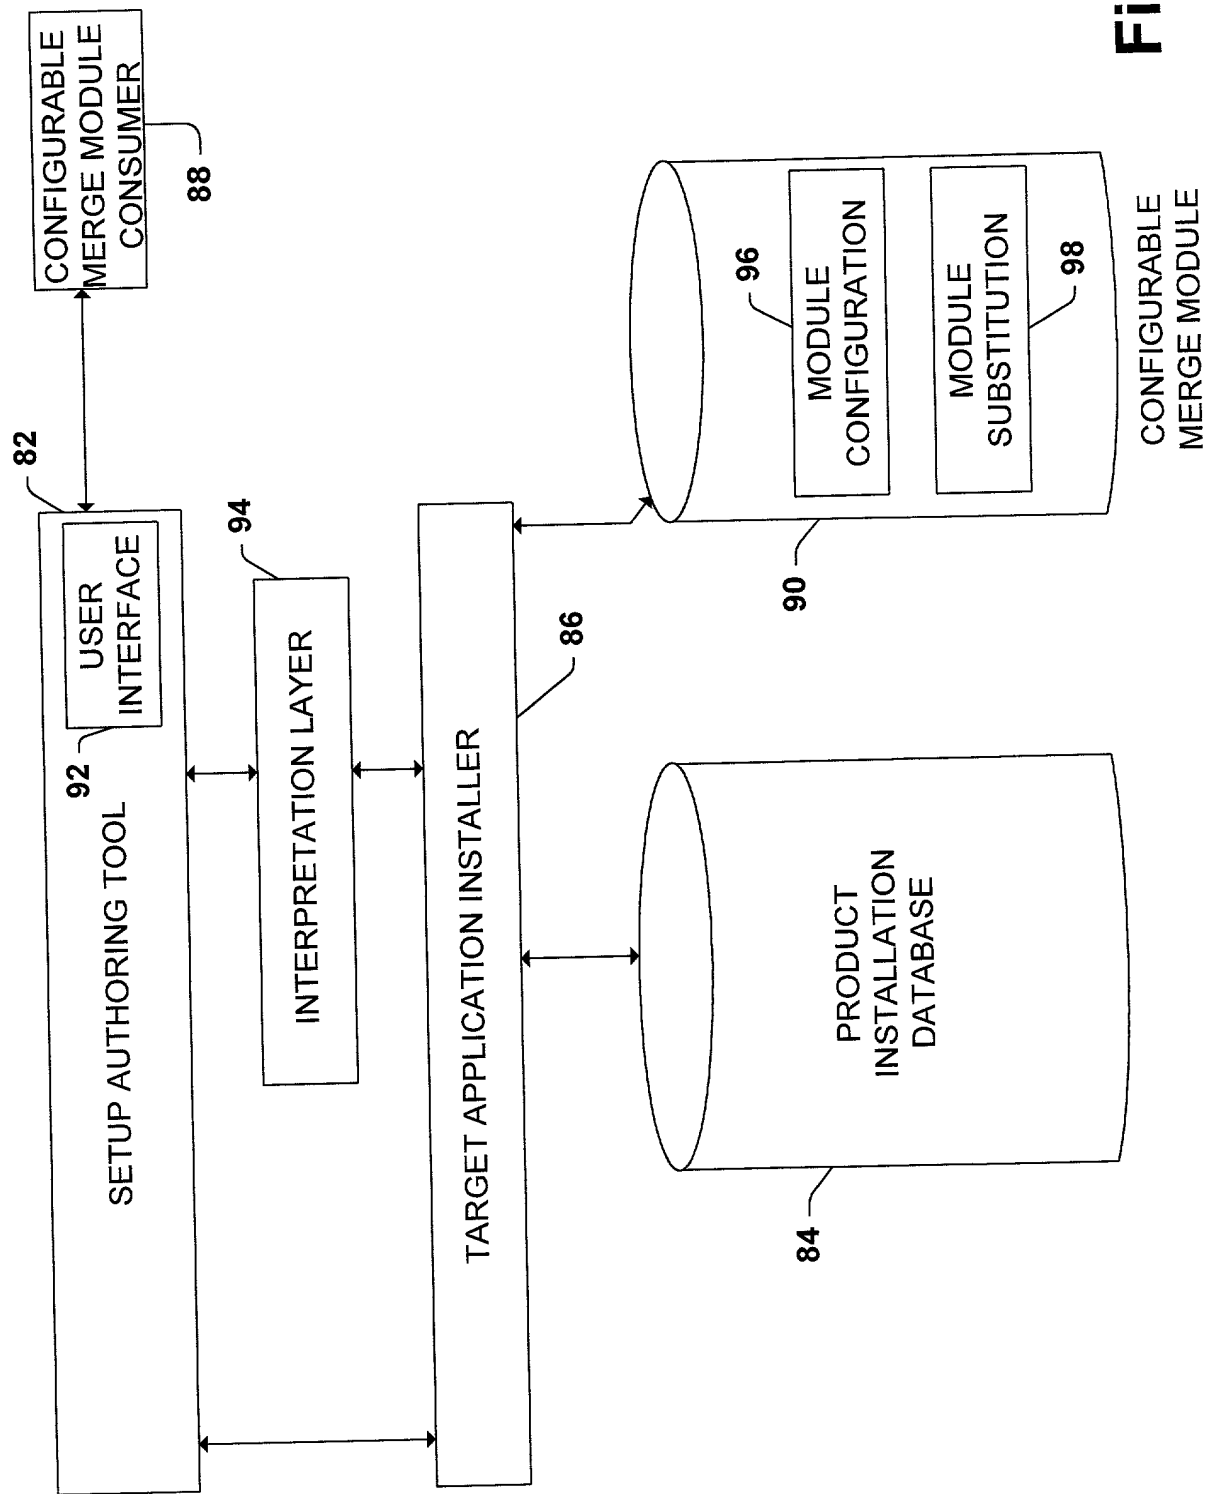 CONFIGURABLE
MERGE MODULE
CONSUMER
88
82
USER
INTERFACE
92
SETUP AUTHORING TOOL
94
INTERPRETATION LAYER
TARGET APPLICATION INSTALLER
86
PRODUCT
INSTALLATION
DATABASE
84
96
MODULE
CONFIGURATION
MODULE
SUBSTITUTION
98
90
CONFIGURABLE
MERGE MODULE
Fi